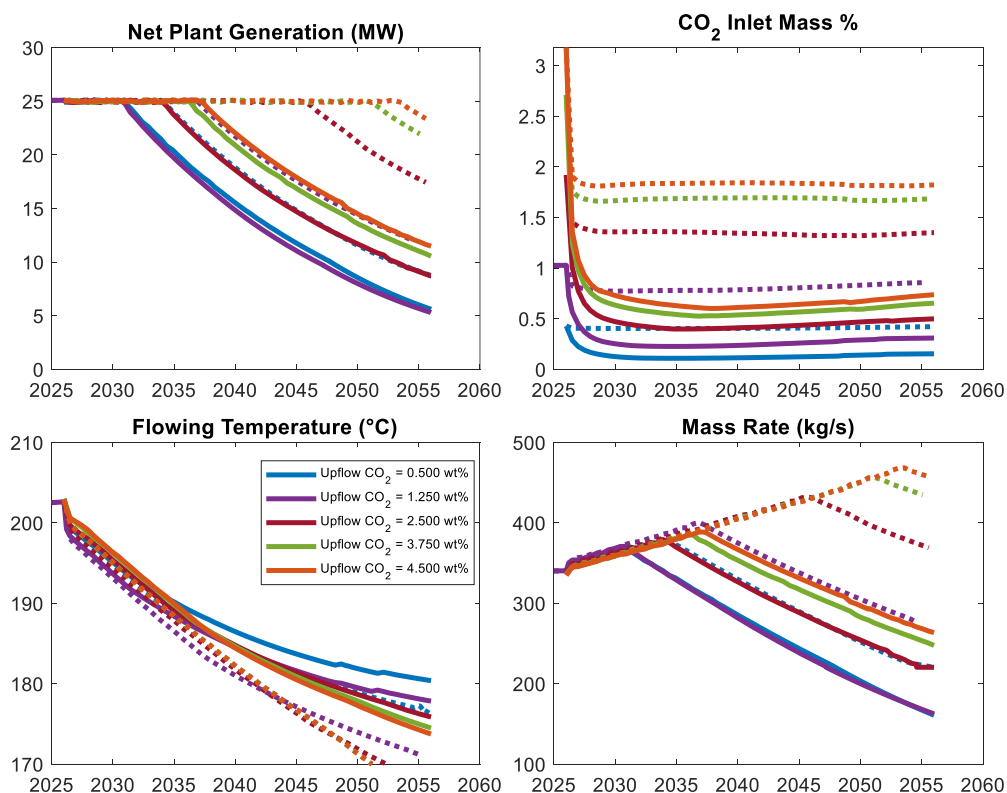 Net Plant Generation (MW)
30
25
20
15
10
5
0
2025 2030 2035 2040 2045 2050 2055 2060
CO2 Inlet Mass %
3
2.5
2
1.5
1
0.5
0
2025 2030 2035 2040 2045 2050 2055 2060
Flowing Temperature (°C)
210
200
190
180
170
2025 2030 2035 2040 2045 2050 2055 2060
Upflow CO2 = 0.500 wt%
Upflow CO2 = 1.250 wt%
Upflow CO2 = 2.500 wt%
Upflow CO2 = 3.750 wt%
Upflow CO2 = 4.500 wt%
Mass Rate (kg/s)
500
400
300
200
100
2025 2030 2035 2040 2045 2050 2055 2060